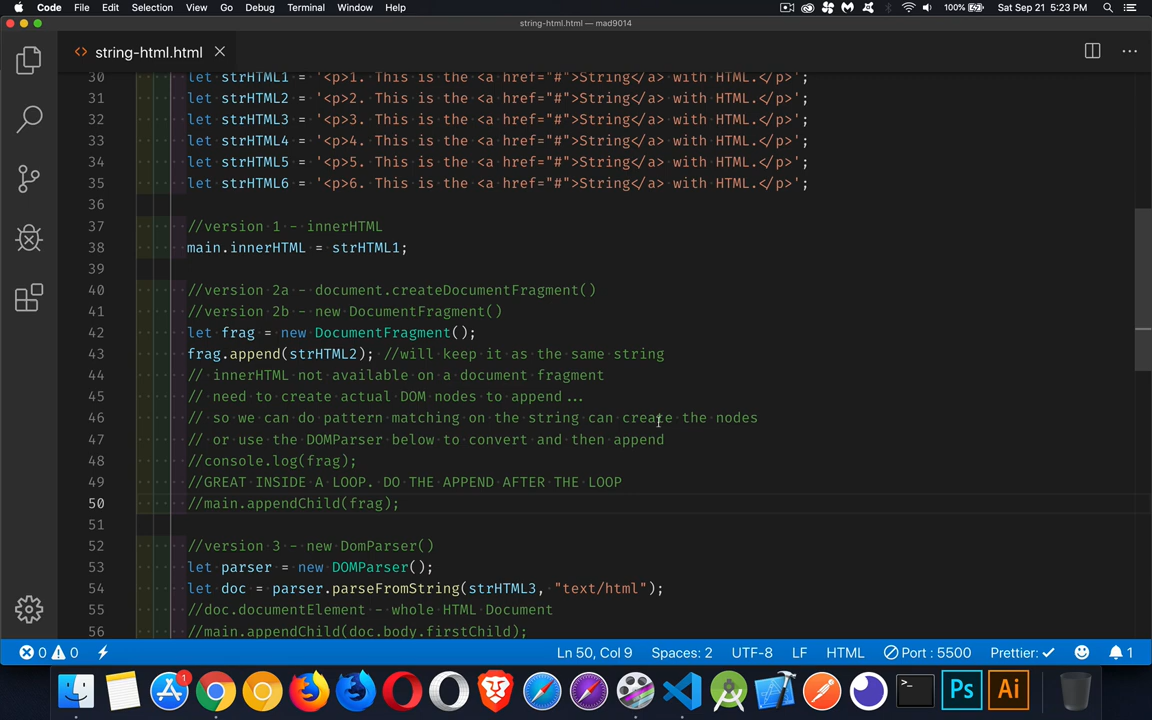 Code File Edit Selection View Go Debug Terminal Window Help 100% Sat Sep 21 5:23 PM
string-html.html — mad9014
<> string-html.html ×
30 let strHTML1 = '<p>1. This is the <a href="#">String</a> with HTML.</p>';
31 let strHTML2 = '<p>2. This is the <a href="#">String</a> with HTML.</p>';
32 let strHTML3 = '<p>3. This is the <a href="#">String</a> with HTML.</p>';
33 let strHTML4 = '<p>4. This is the <a href="#">String</a> with HTML.</p>';
34 let strHTML5 = '<p>5. This is the <a href="#">String</a> with HTML.</p>';
35 let strHTML6 = '<p>6. This is the <a href="#">String</a> with HTML.</p>';
36
37 //version 1 - innerHTML
38 main.innerHTML = strHTML1;
39
40 //version 2a - document.createDocumentFragment()
41 //version 2b - new DocumentFragment()
42 let frag = new DocumentFragment();
43 frag.append(strHTML2); //will keep it as the same string
44 // innerHTML not available on a document fragment
45 // need to create actual DOM nodes to append...
46 // so we can do pattern matching on the string can create the nodes
47 // or use the DOMParser below to convert and then append
48 //console.log(frag);
49 //GREAT INSIDE A LOOP. DO THE APPEND AFTER THE LOOP
50 //main.appendChild(frag);
51
52 //version 3 - new DomParser()
53 let parser = new DOMParser();
54 let doc = parser.parseFromString(strHTML3, "text/html");
55 //doc.documentElement - whole HTML Document
56 //main.appendChild(doc.body.firstChild);
0 0 Ln 50, Col 9 Spaces: 2 UTF-8 LF HTML Port : 5500 Prettier: ✓ 1
1 >_ Ps Ai